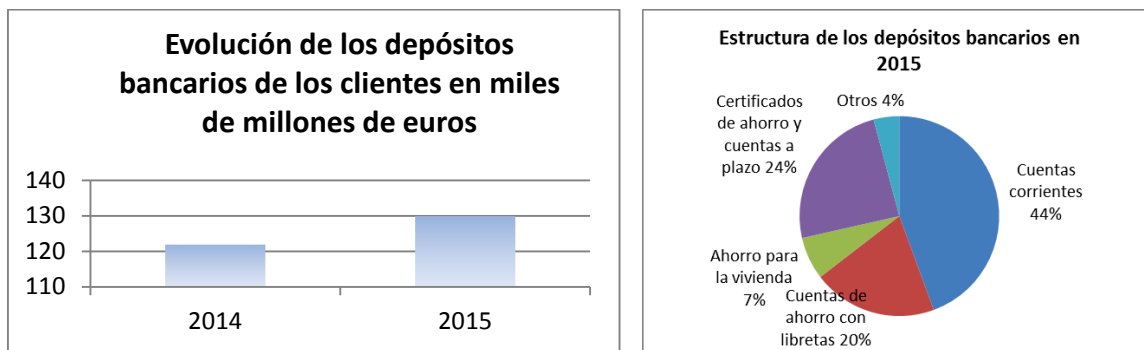 Evolución de los depósitos
bancarios de los clientes en miles
de millones de euros
140
130
120
110
2014
2015
Estructura de los depósitos bancarios en
2015
Certificados
de ahorro y
cuentas a
plazo 24%
Otros 4%
Cuentas
corrientes
44%
Ahorro para
la vivienda
7%
Cuentas de
ahorro con
libretas 20%